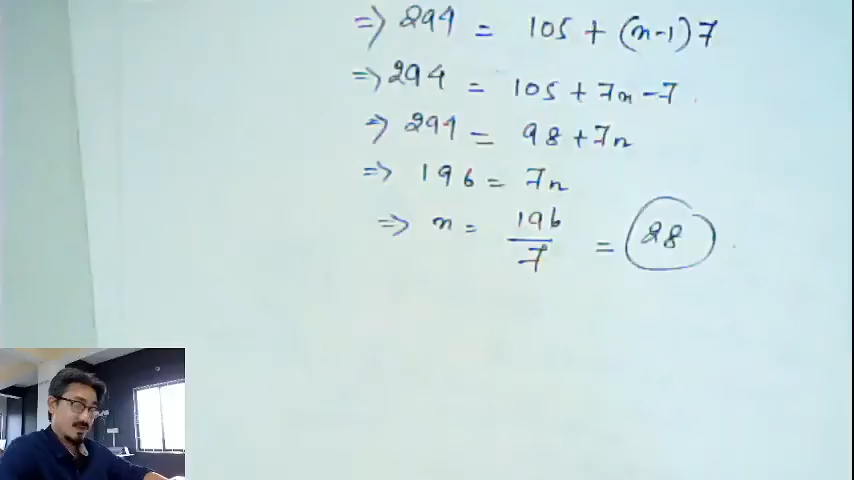 => 294 = 105 + (n-1)7
=> 294 = 105 + 7n - 7
=> 294 = 98 + 7n
=> 196 = 7n
=> n = 196/7 = 28